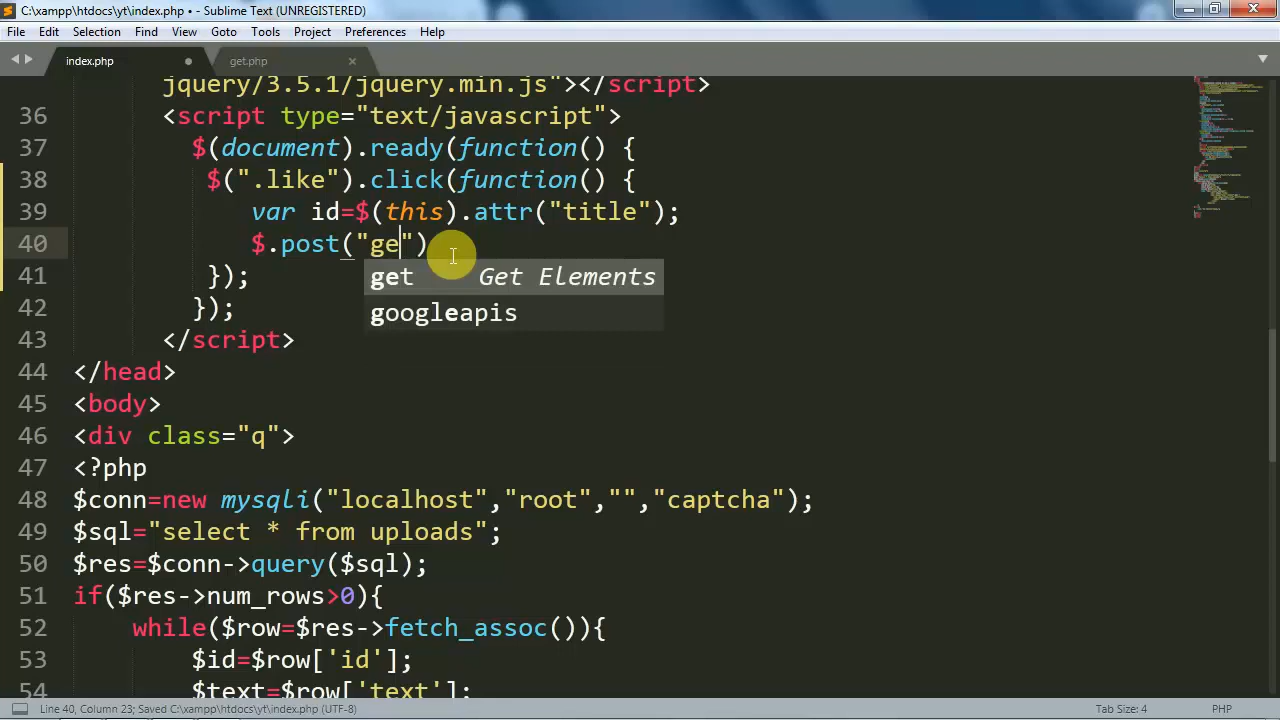 C:\xampp\htdocs\yt\index.php • - Sublime Text (UNREGISTERED)
File Edit Selection Find View Goto Tools Project Preferences Help
index.php get.php
jquery/3.5.1/jquery.min.js"></script>
36 <script type="text/javascript">
37 $(document).ready(function() {
38 $(".like").click(function() {
39 var id=$(this).attr("title");
40 $.post("ge")
get Get Elements
googleapis
41 });
42 });
43 </script>
44 </head>
45 <body>
46 <div class="q">
47 <?php
48 $conn=new mysqli("localhost","root","","captcha");
49 $sql="select * from uploads";
50 $res=$conn->query($sql);
51 if($res->num_rows>0){
52 while($row=$res->fetch_assoc()){
53 $id=$row['id'];
54 $text=$row['text'];
Line 40, Column 23; Saved C:\xampp\htdocs\yt\index.php (UTF-8) Tab Size: 4 PHP